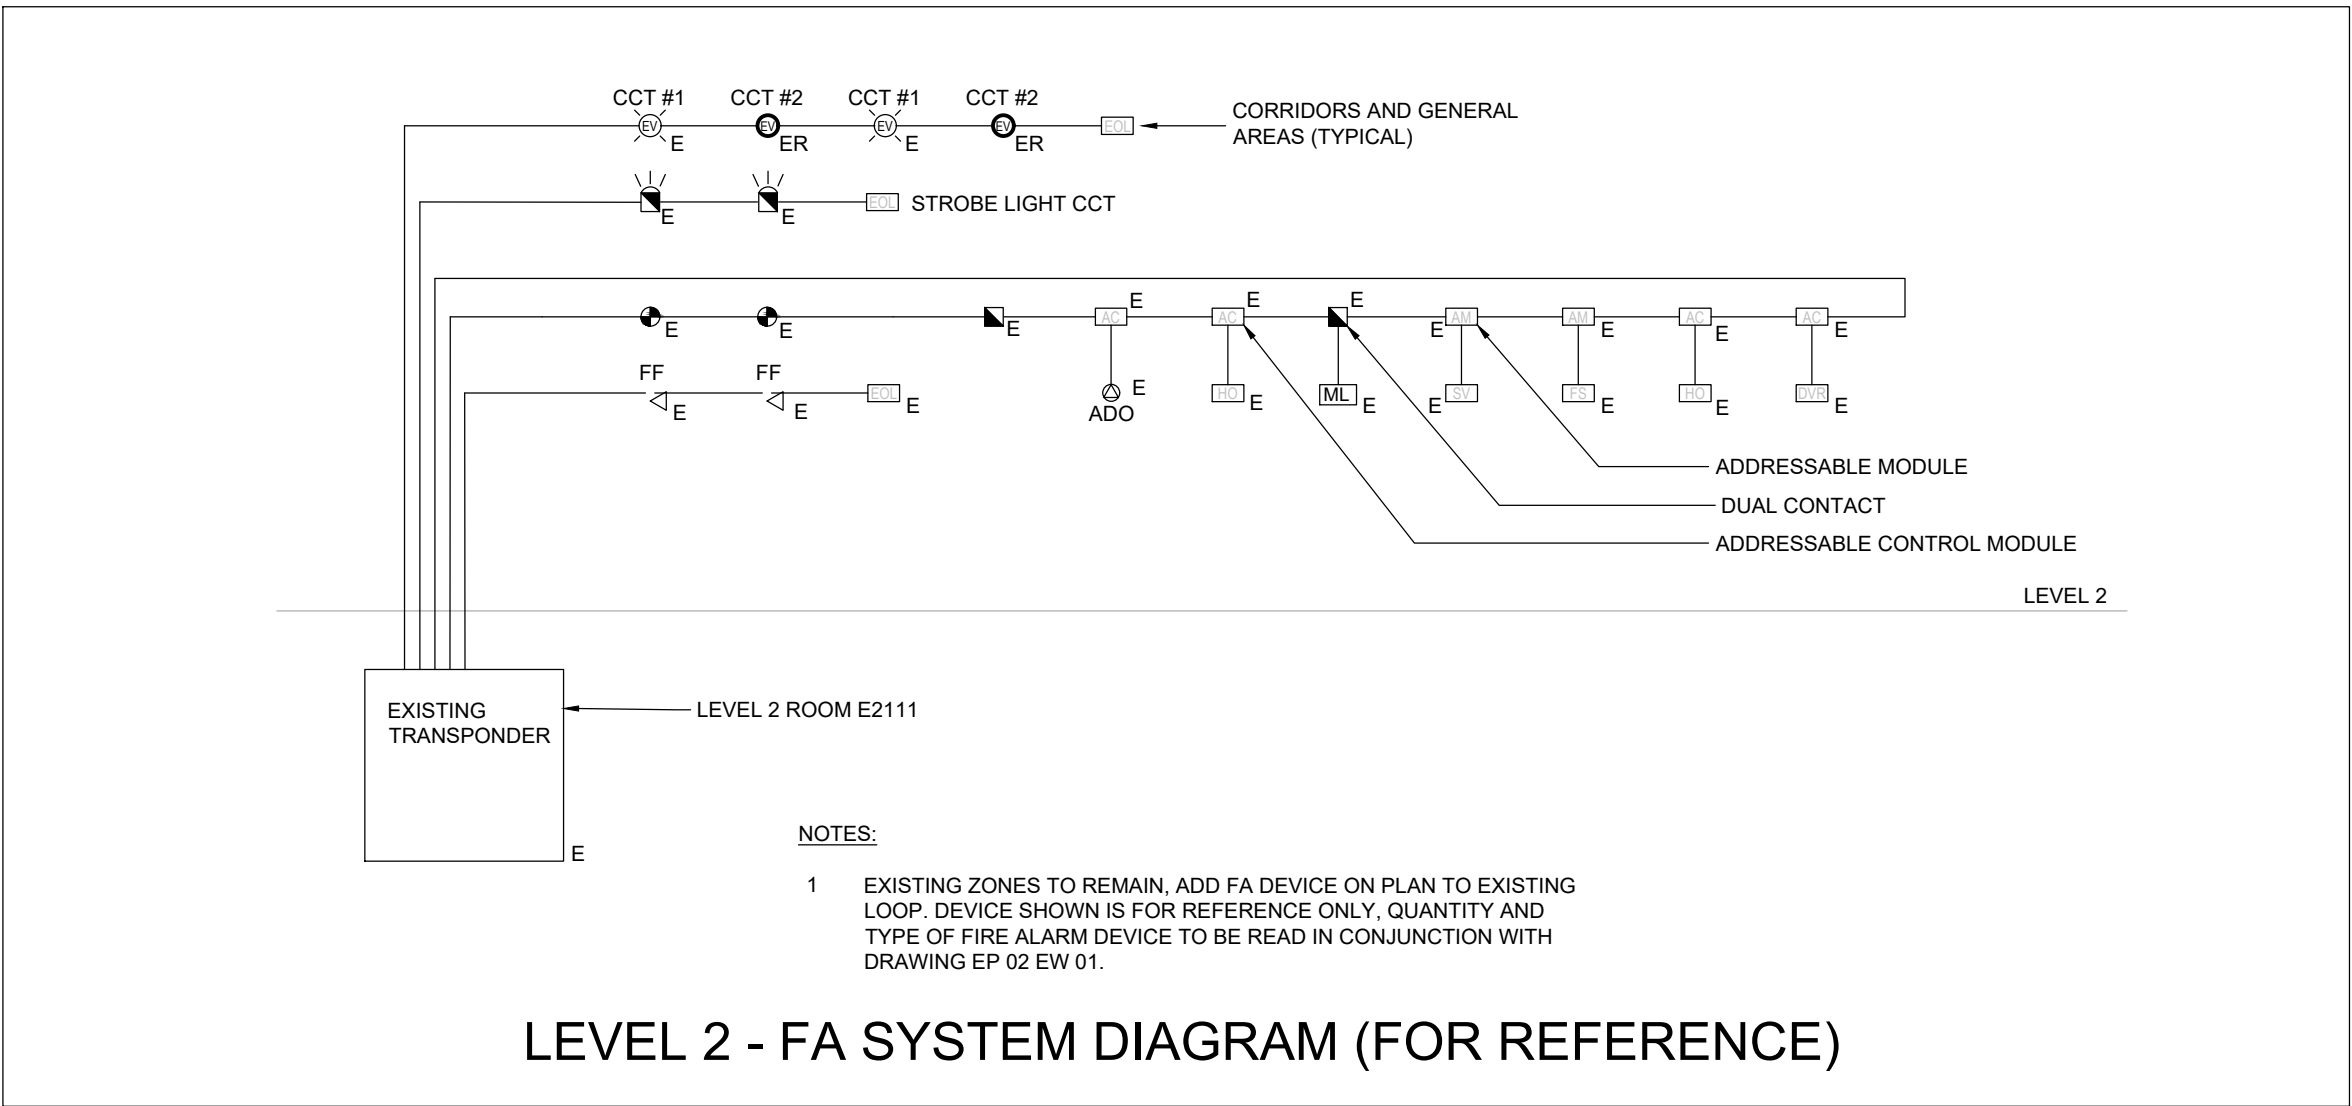 CCT #1 CCT #2 CCT #1 CCT #2
EV EV EV EV EOL
E ER E ER
CORRIDORS AND GENERAL
AREAS (TYPICAL)
E E EOL STROBE LIGHT CCT
E E E E
AC AC AM AM AC AC
E E E E E E E
FF FF
EOL E HO ML SV FS HO DVR
E E E E E E E E E
ADO
ADDRESSABLE MODULE
DUAL CONTACT
ADDRESSABLE CONTROL MODULE
LEVEL 2
EXISTING
TRANSPONDER
E
LEVEL 2 ROOM E2111
NOTES:
1 EXISTING ZONES TO REMAIN, ADD FA DEVICE ON PLAN TO EXISTING
LOOP. DEVICE SHOWN IS FOR REFERENCE ONLY, QUANTITY AND
TYPE OF FIRE ALARM DEVICE TO BE READ IN CONJUNCTION WITH
DRAWING EP 02 EW 01.
LEVEL 2 - FA SYSTEM DIAGRAM (FOR REFERENCE)